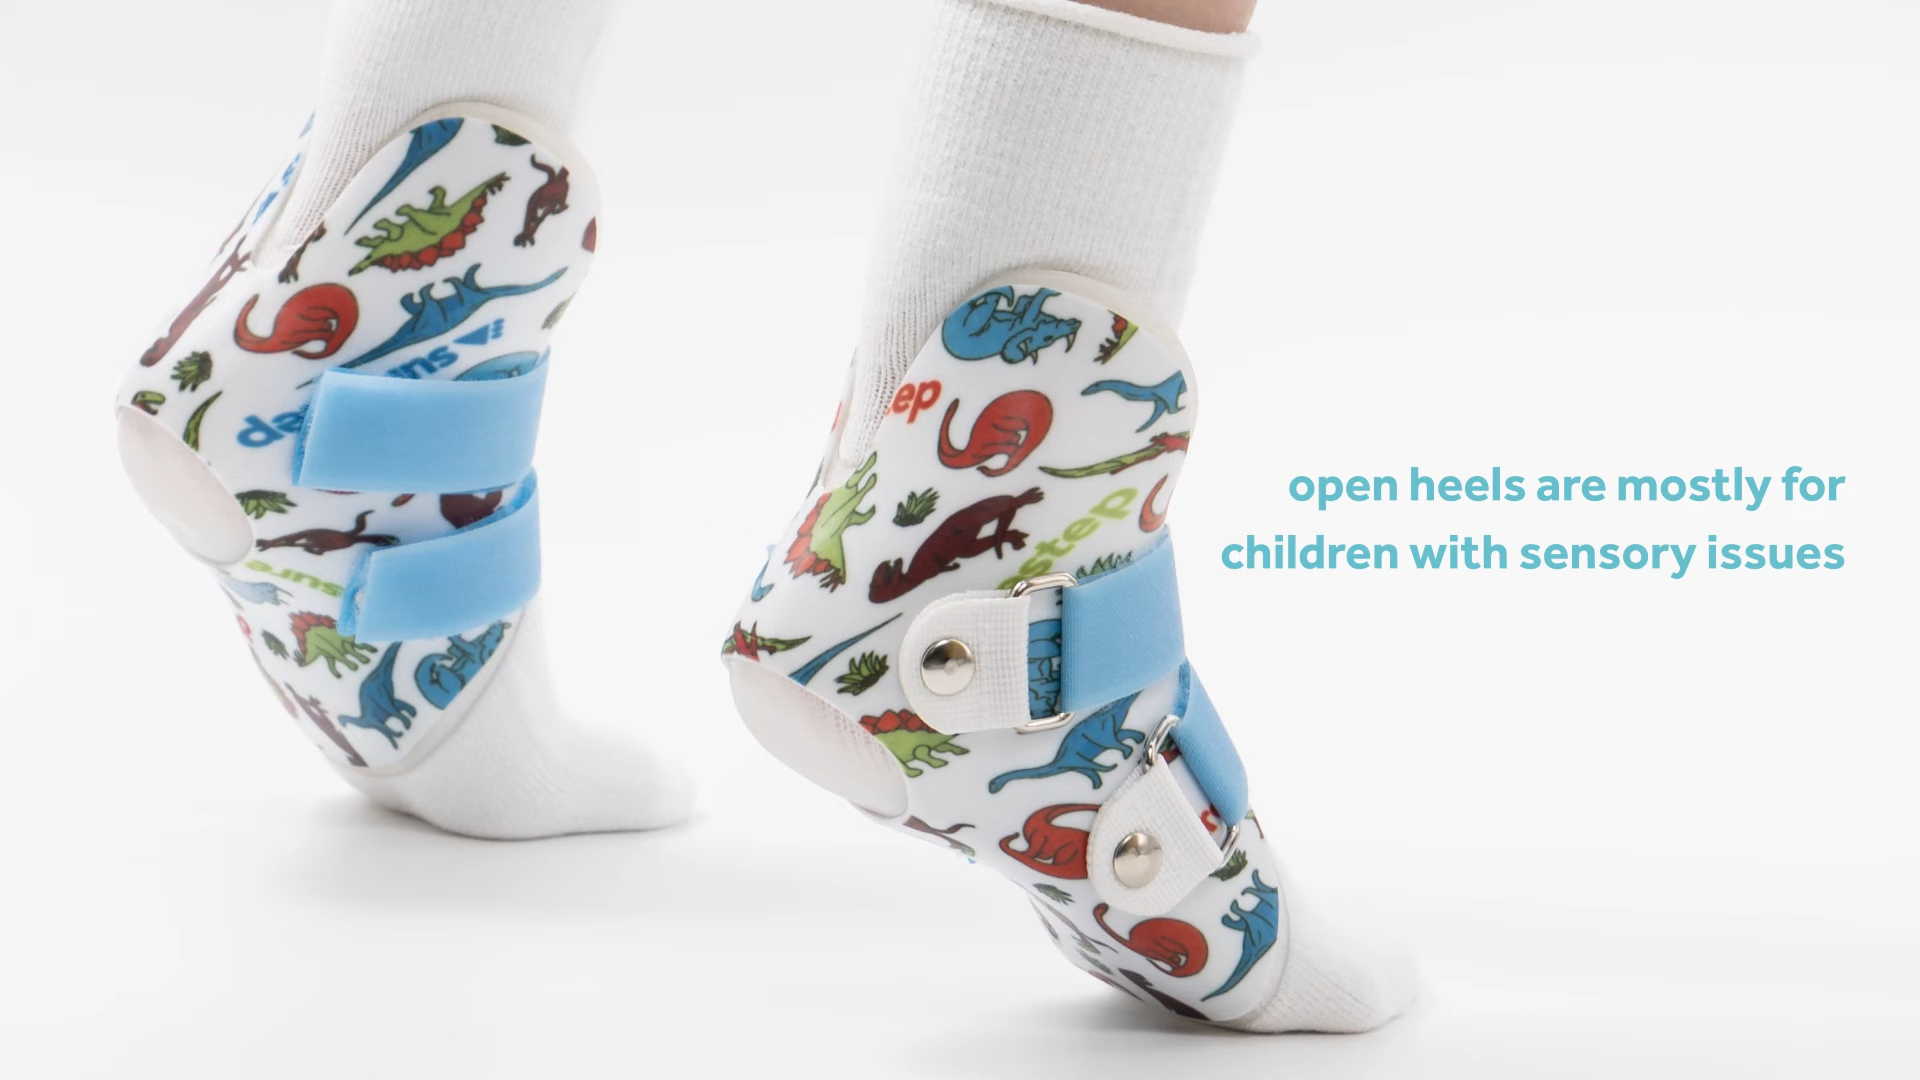 open heels are mostly for
children with sensory issues